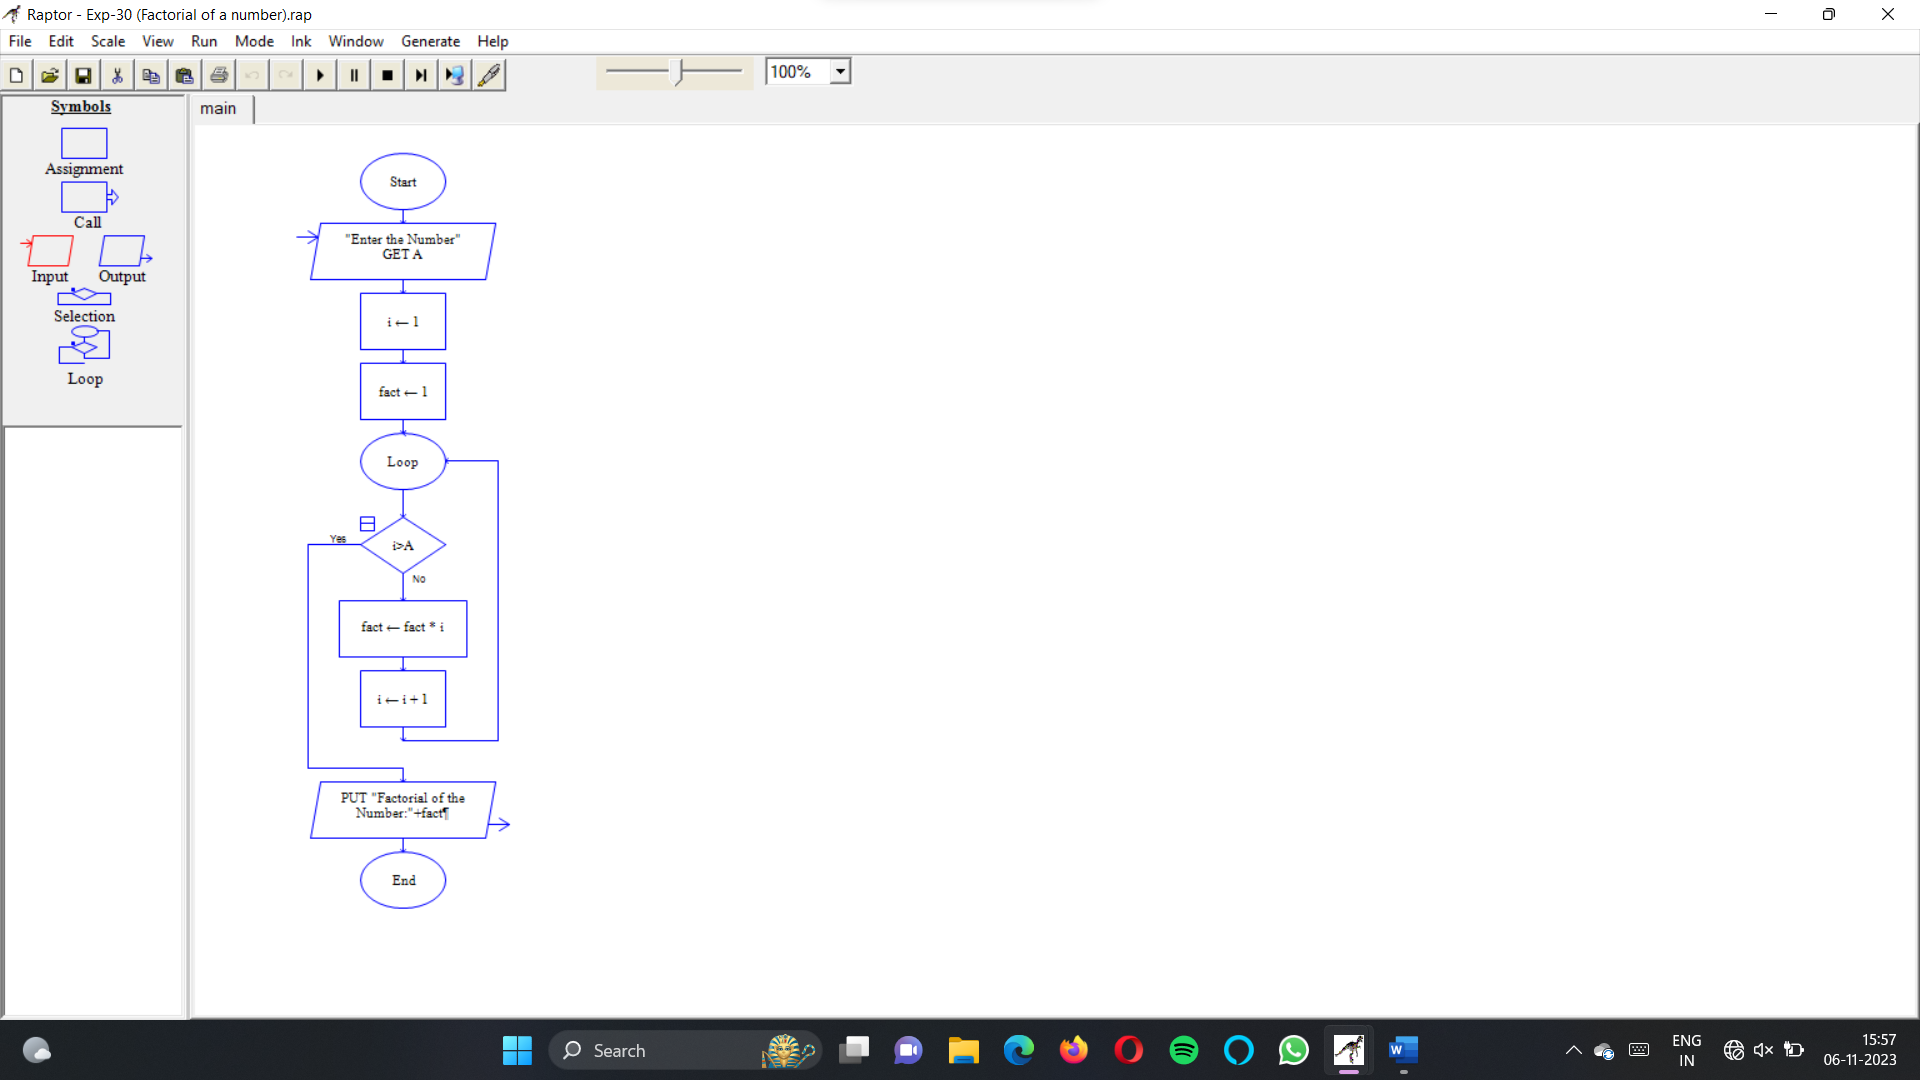 Raptor - Exp-30 (Factorial of a number).rap
File Edit Scale View Run Mode Ink Window Generate Help
100%
Symbols
Assignment
Call
Input Output
Selection
Loop
main
Start
"Enter the Number"
GET A
i ← 1
fact ← 1
Loop
Yes
i>A
No
fact ← fact * i
i ← i + 1
PUT "Factorial of the
Number:"+fact¶
End
Search
W
ENG
IN
15:57
06-11-2023